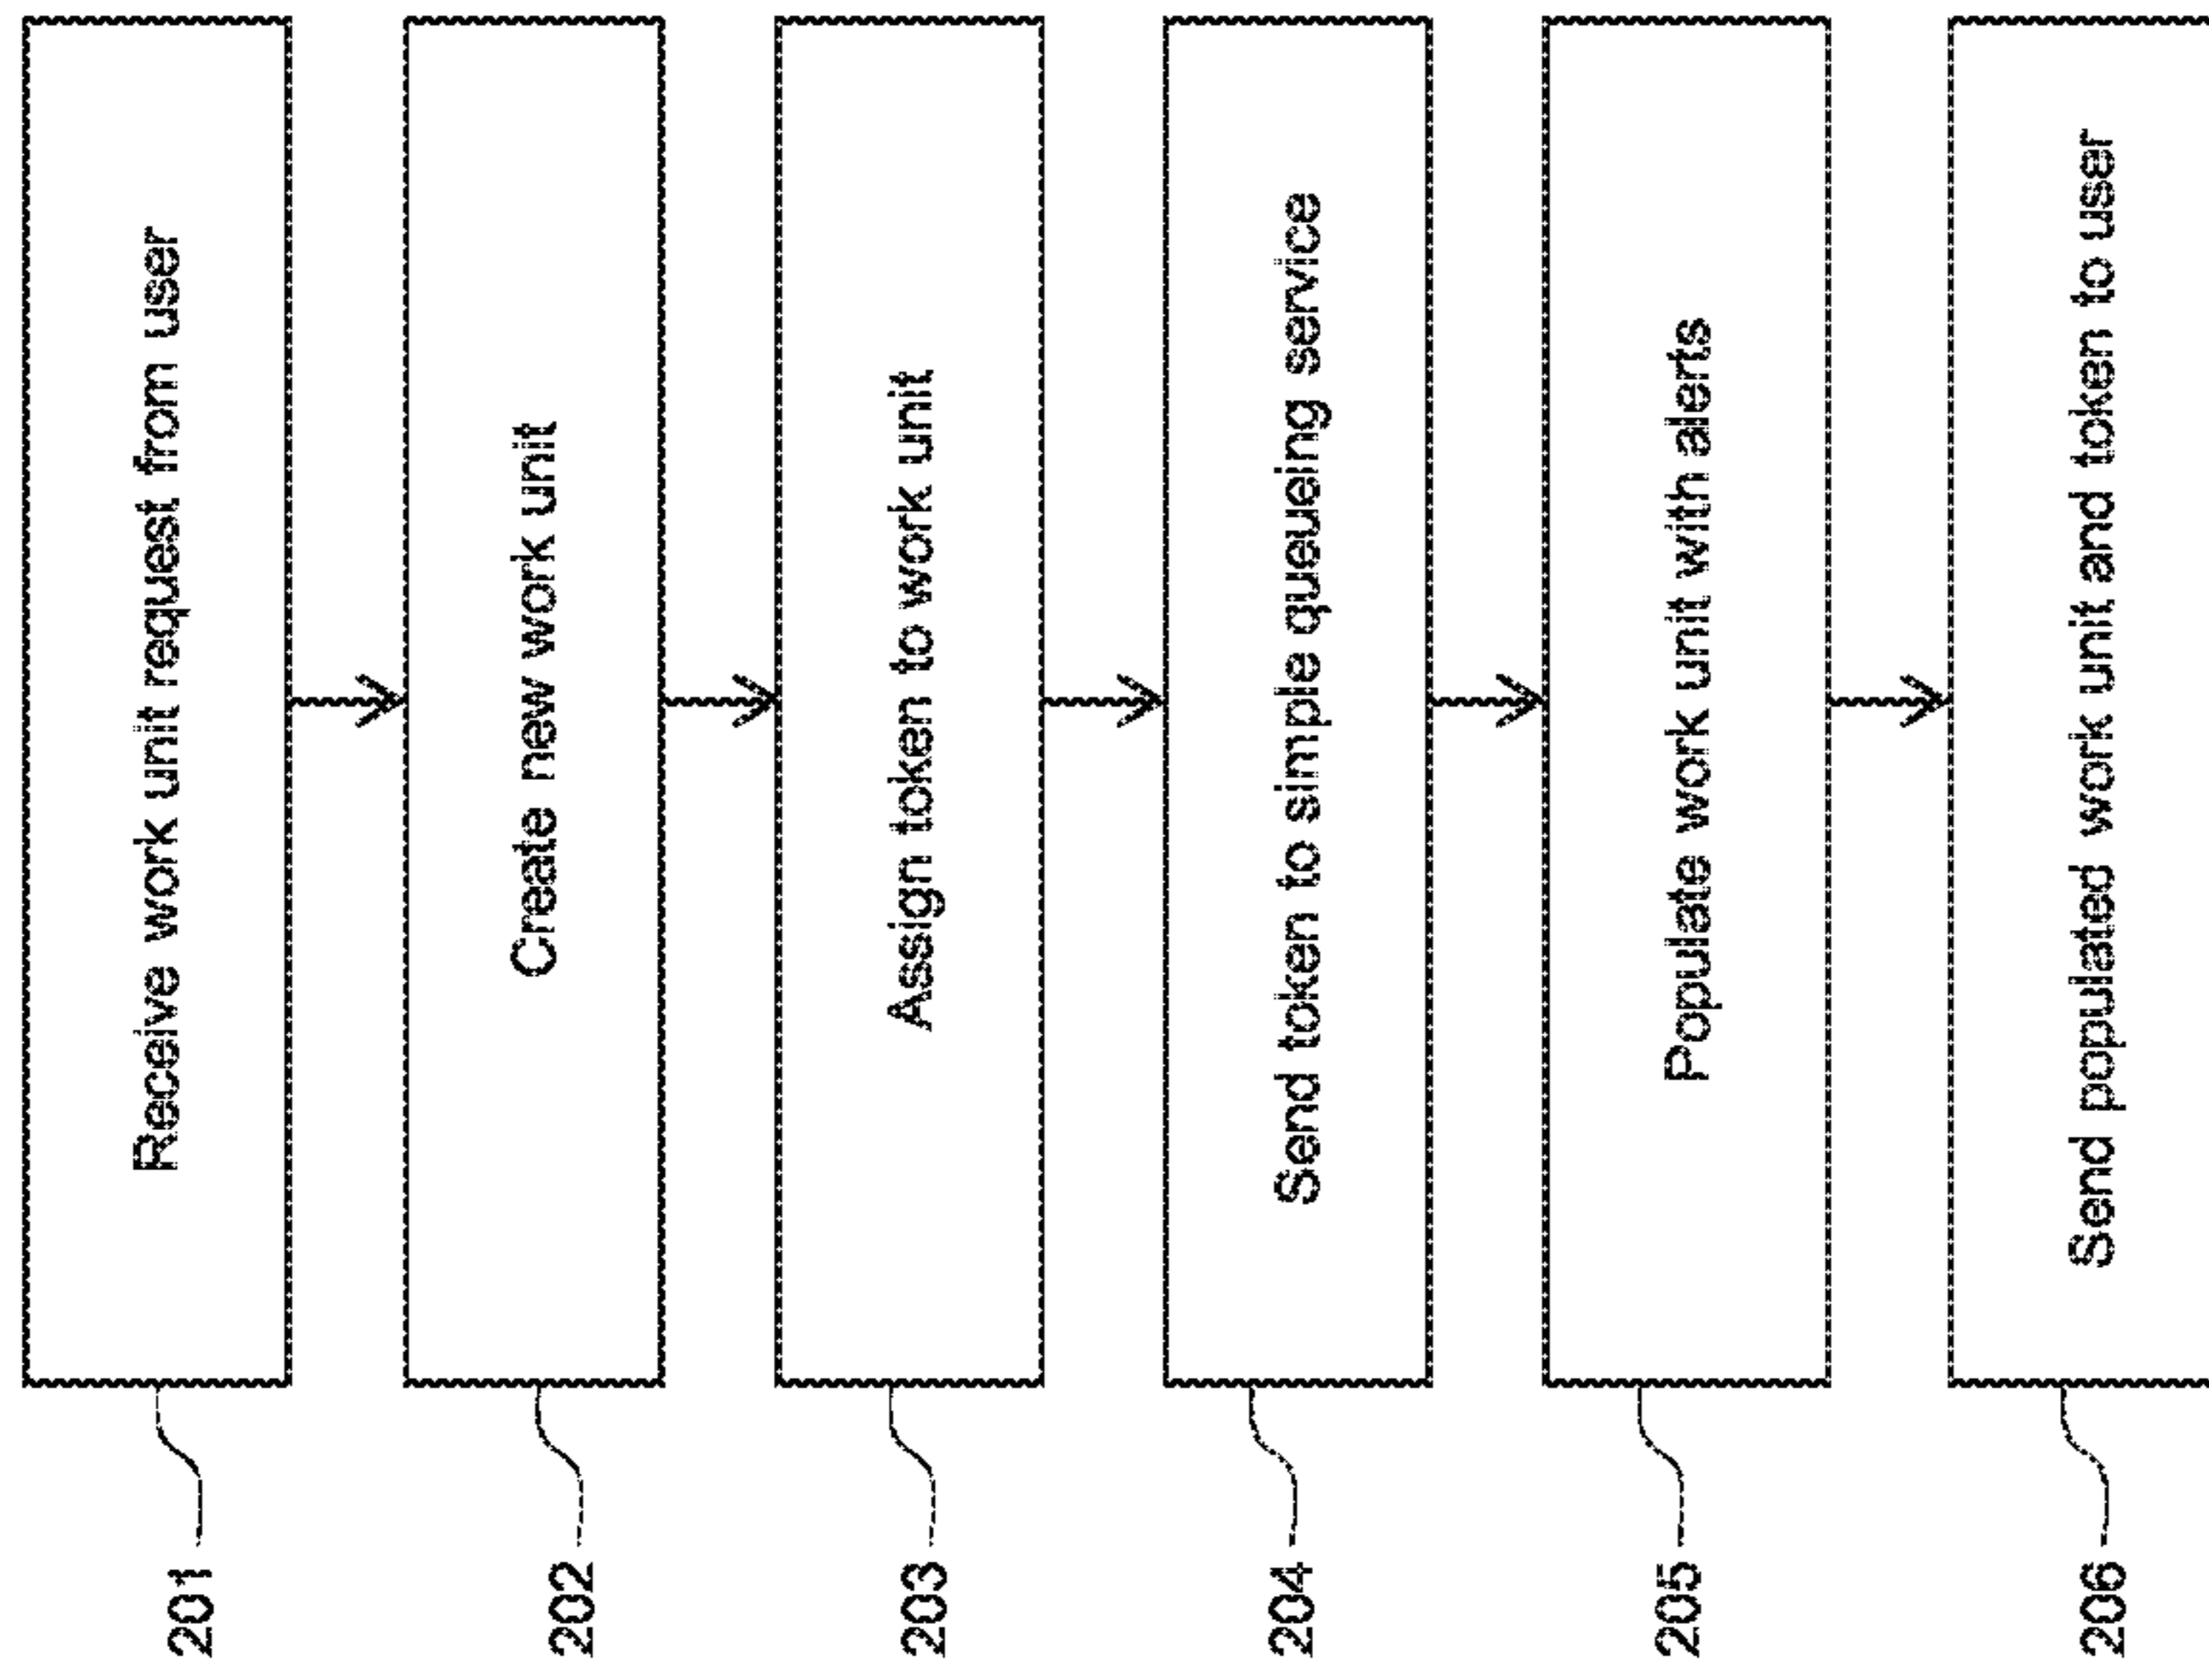 201
Receive work unit request from user
202
Create new work unit
203
Assign token to work unit
204
Send token to simple queueing service
205
Populate work unit with alerts
206
Send populated work unit and token to user